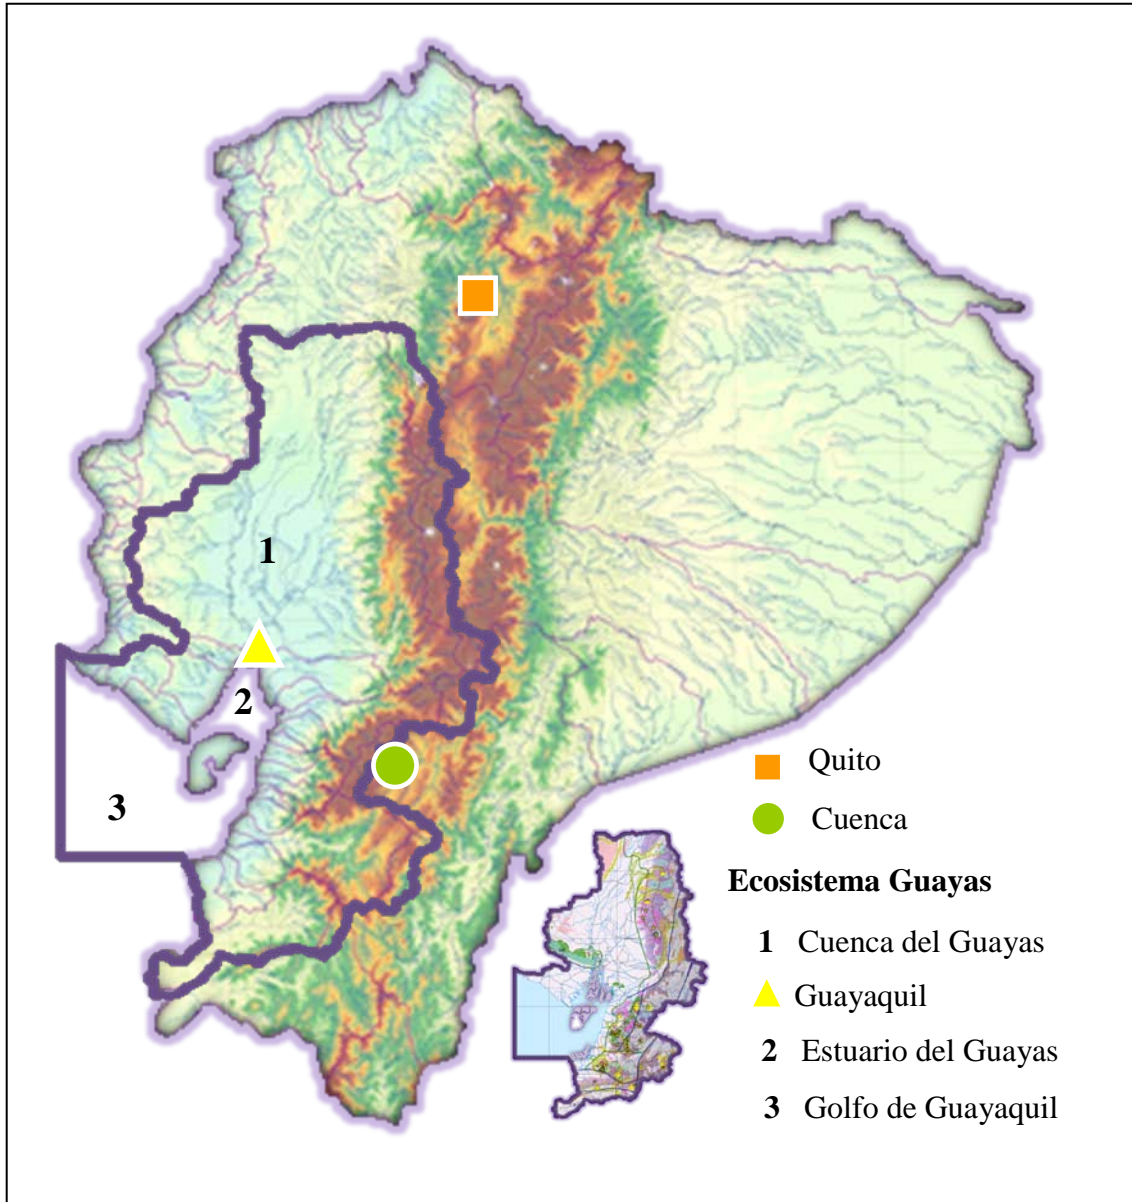 1
2
3
Quito
Cuenca
Ecosistema Guayas
1 Cuenca del Guayas
Guayaquil
2 Estuario del Guayas
3 Golfo de Guayaquil